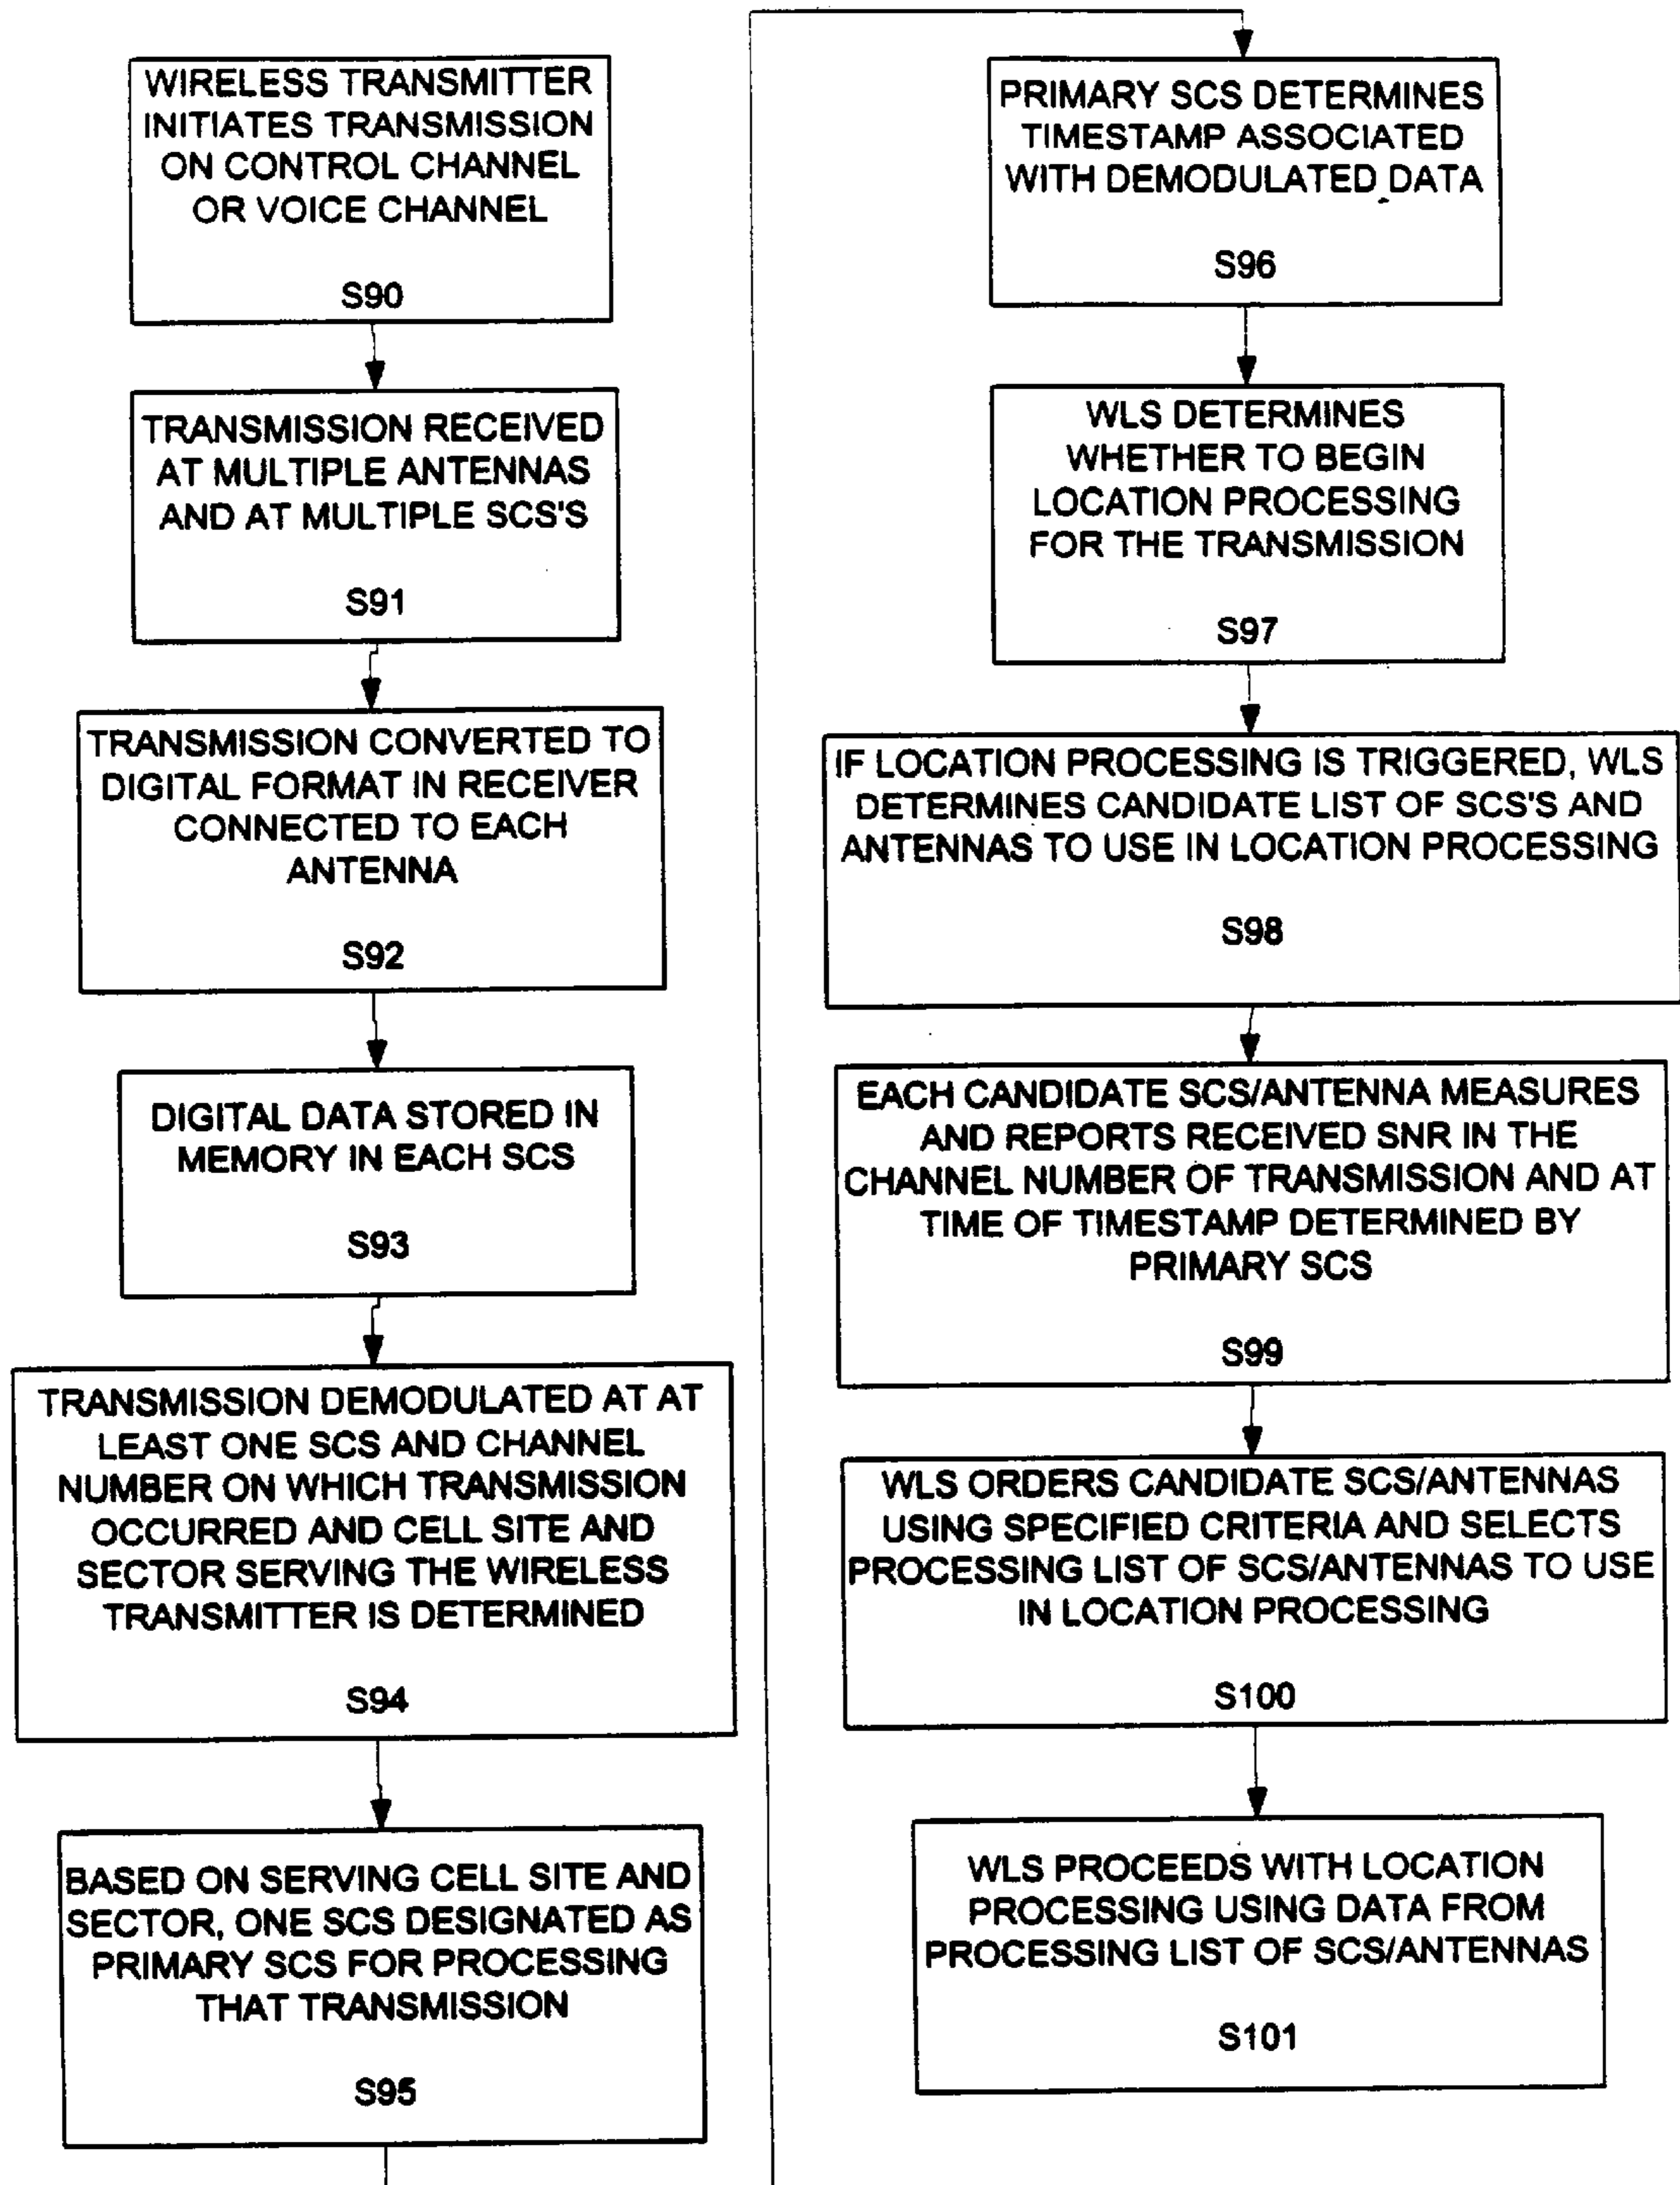 WIRELESS TRANSMITTER
INITIATES TRANSMISSION
ON CONTROL CHANNEL
OR VOICE CHANNEL
S90
TRANSMISSION RECEIVED
AT MULTIPLE ANTENNAS
AND AT MULTIPLE SCS'S
S91
TRANSMISSION CONVERTED TO
DIGITAL FORMAT IN RECEIVER
CONNECTED TO EACH
ANTENNA
S92
DIGITAL DATA STORED IN
MEMORY IN EACH SCS
S93
TRANSMISSION DEMODULATED AT AT
LEAST ONE SCS AND CHANNEL
NUMBER ON WHICH TRANSMISSION
OCCURRED AND CELL SITE AND
SECTOR SERVING THE WIRELESS
TRANSMITTER IS DETERMINED
S94
BASED ON SERVING CELL SITE AND
SECTOR, ONE SCS DESIGNATED AS
PRIMARY SCS FOR PROCESSING
THAT TRANSMISSION
S95
PRIMARY SCS DETERMINES
TIMESTAMP ASSOCIATED
WITH DEMODULATED DATA
S96
WLS DETERMINES
WHETHER TO BEGIN
LOCATION PROCESSING
FOR THE TRANSMISSION
S97
IF LOCATION PROCESSING IS TRIGGERED, WLS
DETERMINES CANDIDATE LIST OF SCS'S AND
ANTENNAS TO USE IN LOCATION PROCESSING
S98
EACH CANDIDATE SCS/ANTENNA MEASURES
AND REPORTS RECEIVED SNR IN THE
CHANNEL NUMBER OF TRANSMISSION AND AT
TIME OF TIMESTAMP DETERMINED BY
PRIMARY SCS
S99
WLS ORDERS CANDIDATE SCS/ANTENNAS
USING SPECIFIED CRITERIA AND SELECTS
PROCESSING LIST OF SCS/ANTENNAS TO USE
IN LOCATION PROCESSING
S100
WLS PROCEEDS WITH LOCATION
PROCESSING USING DATA FROM
PROCESSING LIST OF SCS/ANTENNAS
S101